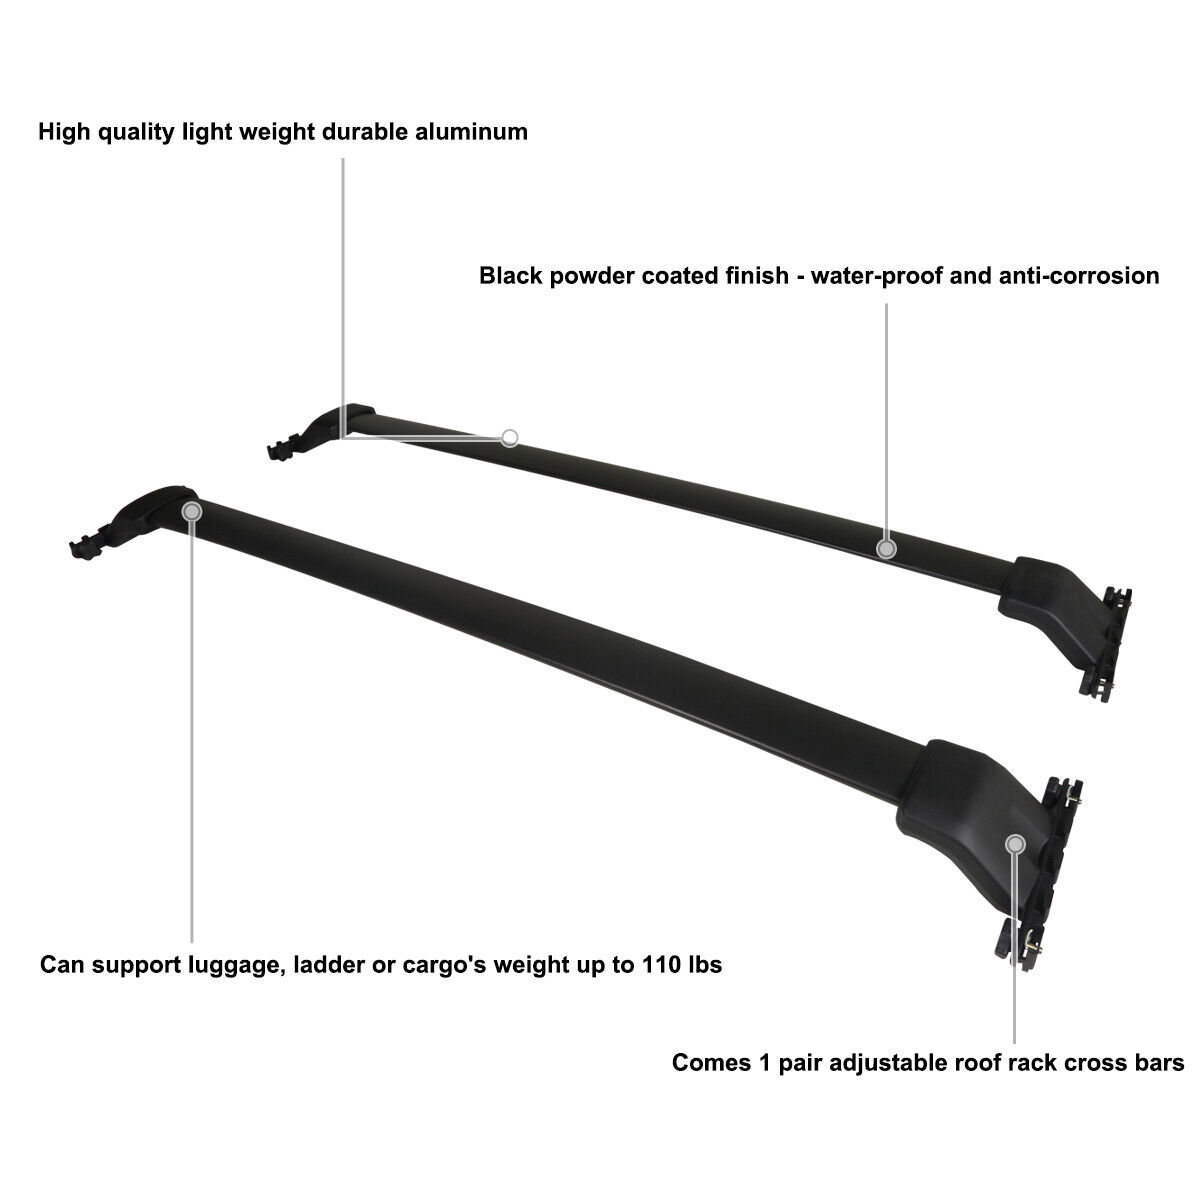 High quality light weight durable aluminum
Black powder coated finish - water-proof and anti-corrosion
Can support luggage, ladder or cargo's weight up to 110 lbs
Comes 1 pair adjustable roof rack cross bars